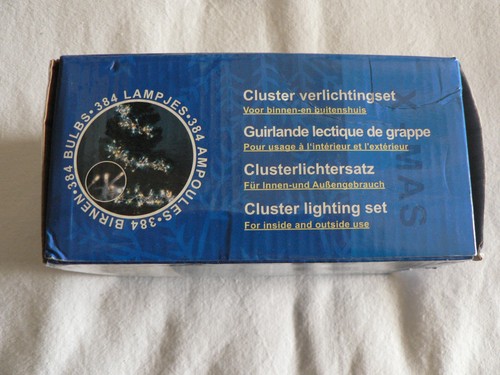 384 BULBS • 384 LAMPJES • 384 AMPOULES • 384 BIRNEN •
Cluster verlichtingset
Voor binnen-en buitenshuis
Guirlande lectique de grappe
Pour usage à l'intérieur et l'extérieur
Clusterlichtersatz
Für Innen-und Außengebrauch
Cluster lighting set
For inside and outside use
X MAS